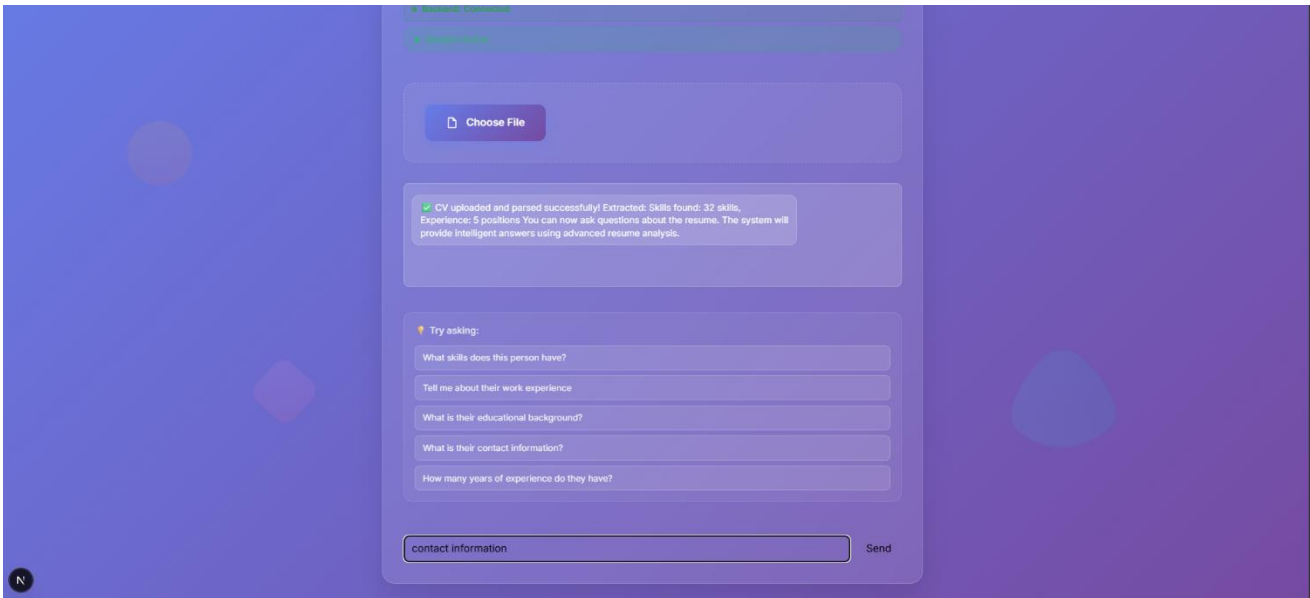 Backend: Connected
Choose File
✅ CV uploaded and parsed successfully! Extracted: Skills found: 32 skills,
Experience: 5 positions You can now ask questions about the resume. The system will
provide intelligent answers using advanced resume analysis.
💡 Try asking:
What skills does this person have?
Tell me about their work experience
What is their educational background?
What is their contact information?
How many years of experience do they have?
contact information
Send
N